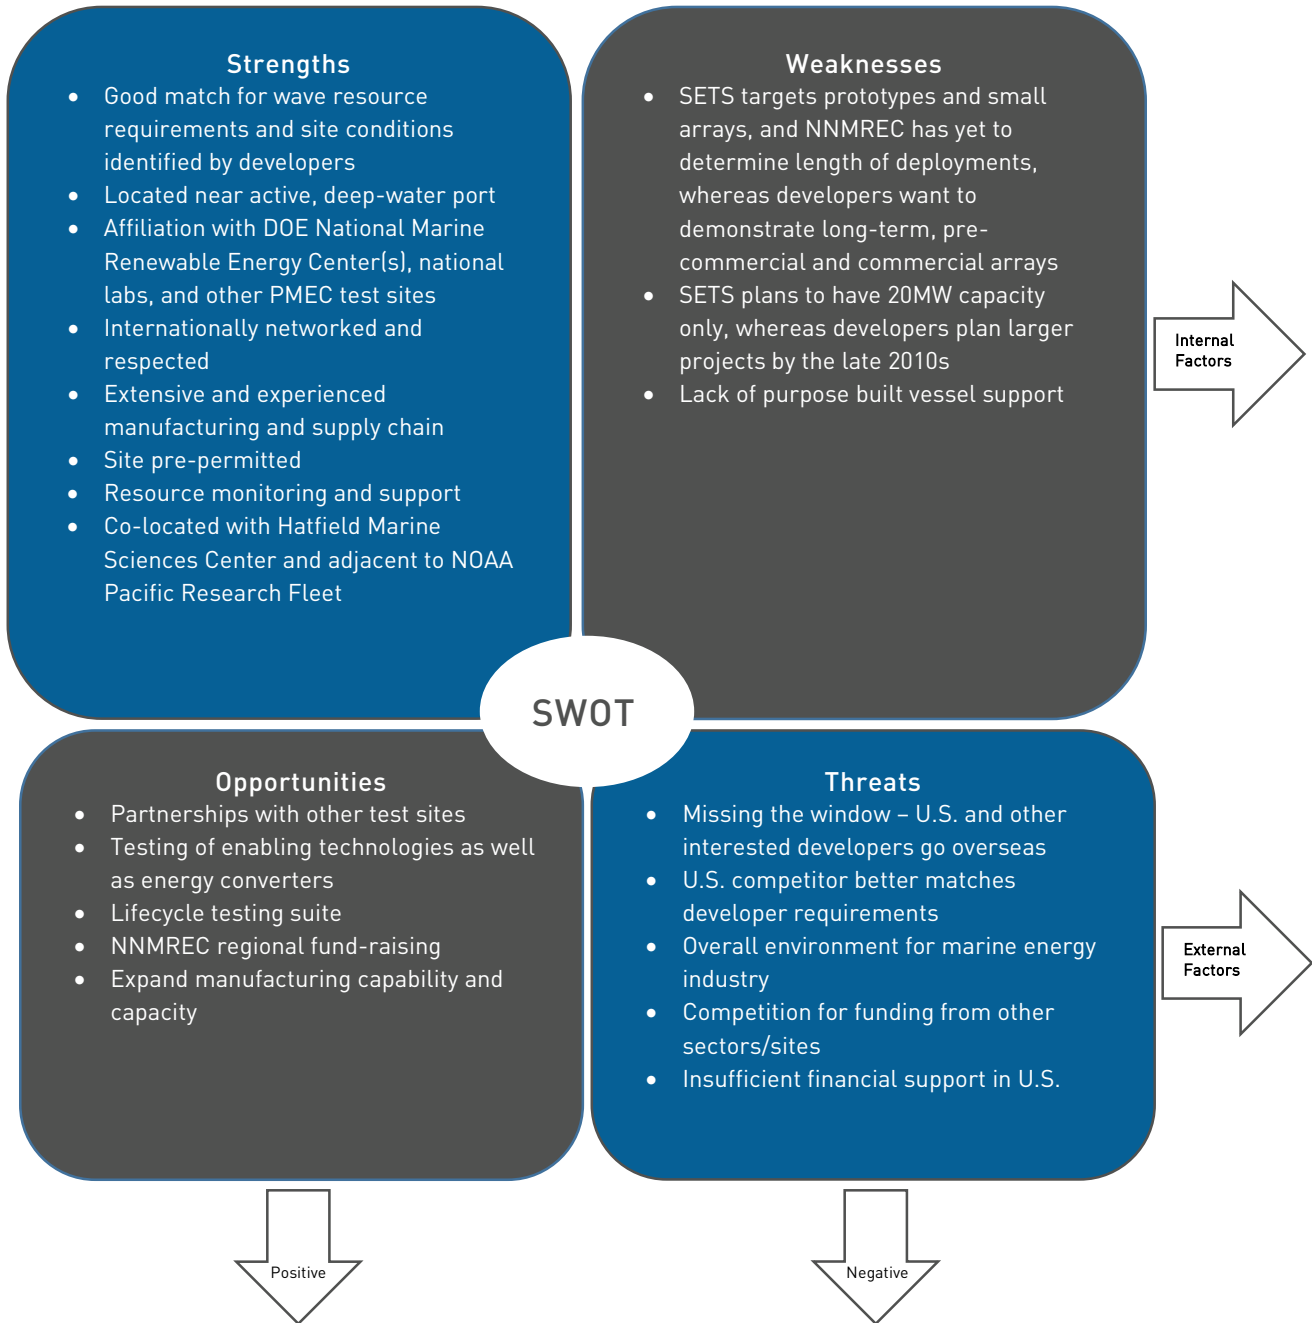 Strengths
• Good match for wave resource
requirements and site conditions
identified by developers
• Located near active, deep-water port
• Affiliation with DOE National Marine
Renewable Energy Center(s), national
labs, and other PMEC test sites
• Internationally networked and
respected
• Extensive and experienced
manufacturing and supply chain
• Site pre-permitted
• Resource monitoring and support
• Co-located with Hatfield Marine
Sciences Center and adjacent to NOAA
Pacific Research Fleet
Weaknesses
• SETS targets prototypes and small
arrays, and NNMREC has yet to
determine length of deployments,
whereas developers want to
demonstrate long-term, pre-
commercial and commercial arrays
• SETS plans to have 20MW capacity
only, whereas developers plan larger
projects by the late 2010s
• Lack of purpose built vessel support
Internal
Factors
SWOT
Opportunities
• Partnerships with other test sites
• Testing of enabling technologies as well
as energy converters
• Lifecycle testing suite
• NNMREC regional fund-raising
• Expand manufacturing capability and
capacity
Threats
• Missing the window – U.S. and other
interested developers go overseas
• U.S. competitor better matches
developer requirements
• Overall environment for marine energy
industry
• Competition for funding from other
sectors/sites
• Insufficient financial support in U.S.
External
Factors
Positive
Negative